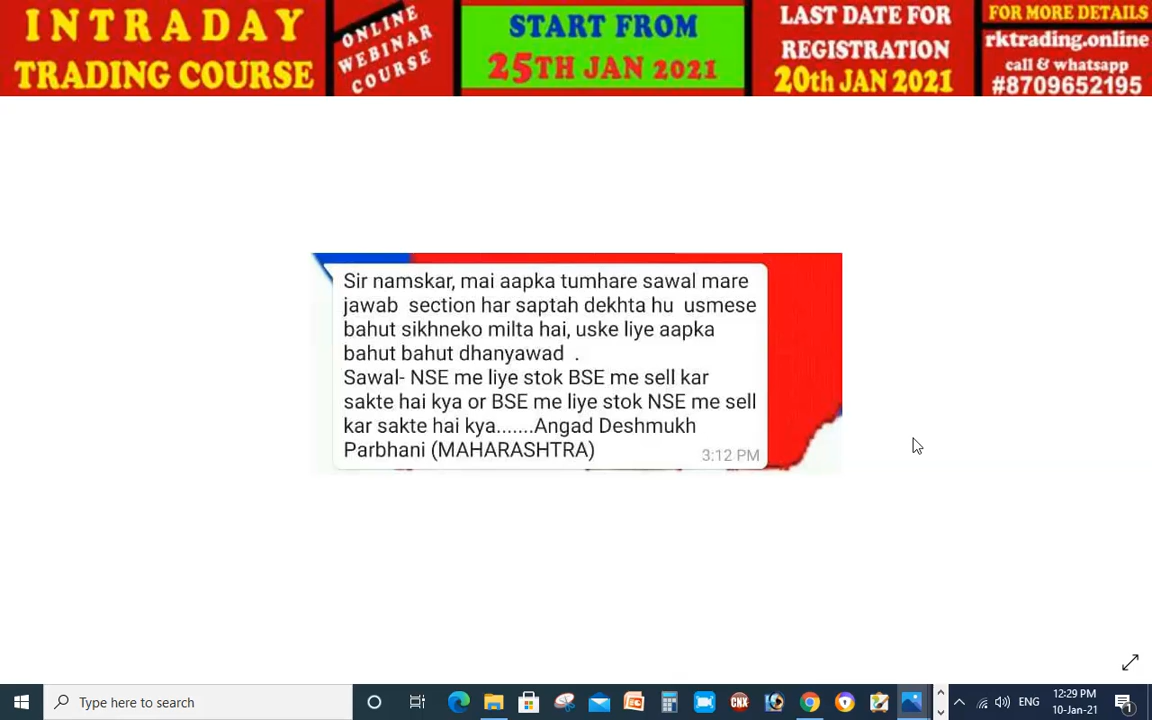 INTRADAY
TRADING COURSE
ONLINE
WEBINAR
COURSE
START FROM
25TH JAN 2021
LAST DATE FOR
REGISTRATION
20th JAN 2021
FOR MORE DETAILS
rktrading.online
call & whatsapp
#8709652195
Sir namskar, mai aapka tumhare sawal mare
jawab section har saptah dekhta hu usmese
bahut sikhneko milta hai, uske liye aapka
bahut bahut dhanyawad .
Sawal- NSE me liye stok BSE me sell kar
sakte hai kya or BSE me liye stok NSE me sell
kar sakte hai kya.......Angad Deshmukh
Parbhani (MAHARASHTRA)
3:12 PM
Type here to search
CNX
ENG
12:29 PM
10-Jan-21
1